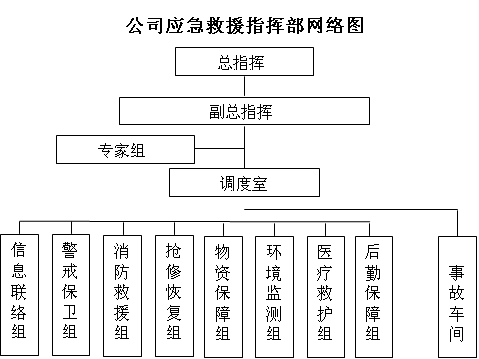 公司应急救援指挥部网络图
总指挥
副总指挥
专家组
调度室
信息联络组
警戒保卫组
消防救援组
抢修恢复组
物资保障组
环境监测组
医疗救护组
后勤保障组
事故车间